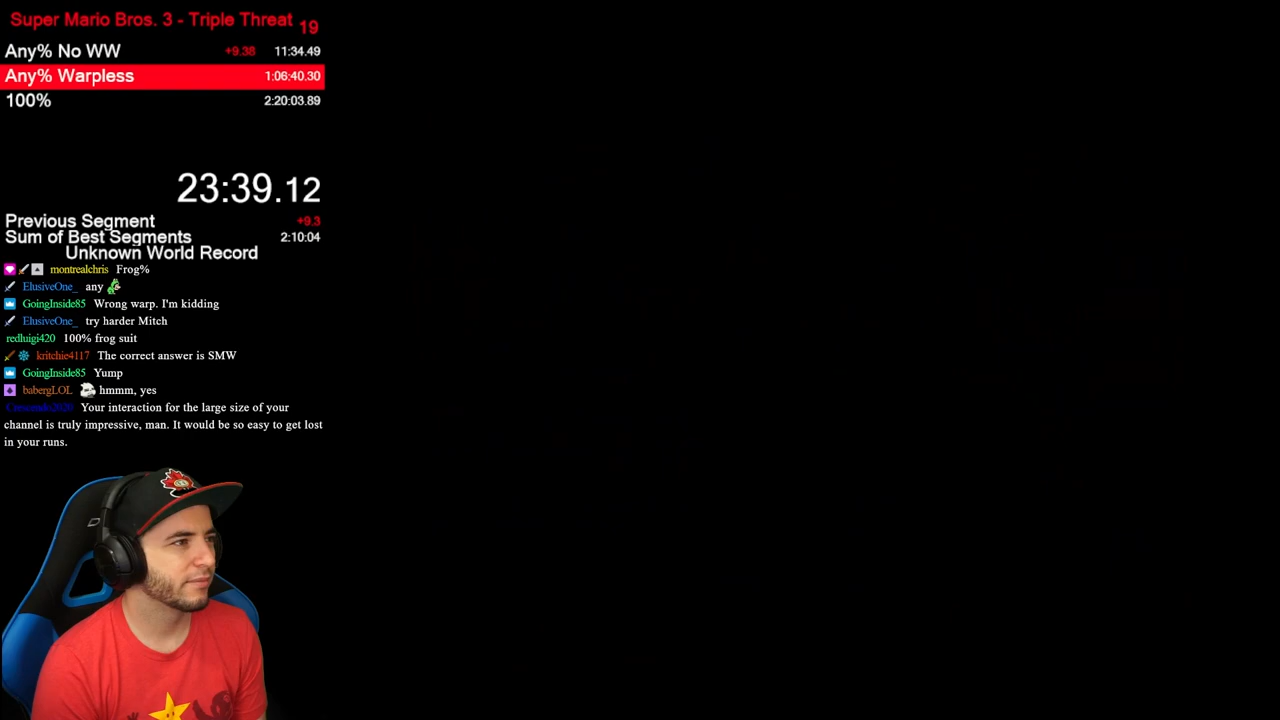 Super Mario Bros. 3 - Triple Threat 19
Any% No WW +9.38 11:34.49
Any% Warpless 1:06:40.30
100% 2:20:03.89
23:39.12
Previous Segment +9.3
Sum of Best Segments 2:10:04
Unknown World Record
montrealchris Frog%
ElusiveOne_ any
GoingInside85 Wrong warp. I'm kidding
ElusiveOne_ try harder Mitch
redluigi420 100% frog suit
kritchie4117 The correct answer is SMW
GoingInside85 Yump
babergLOL hmmm, yes
Crescendo2020 Your interaction for the large size of your
channel is truly impressive, man. It would be so easy to get lost
in your runs.